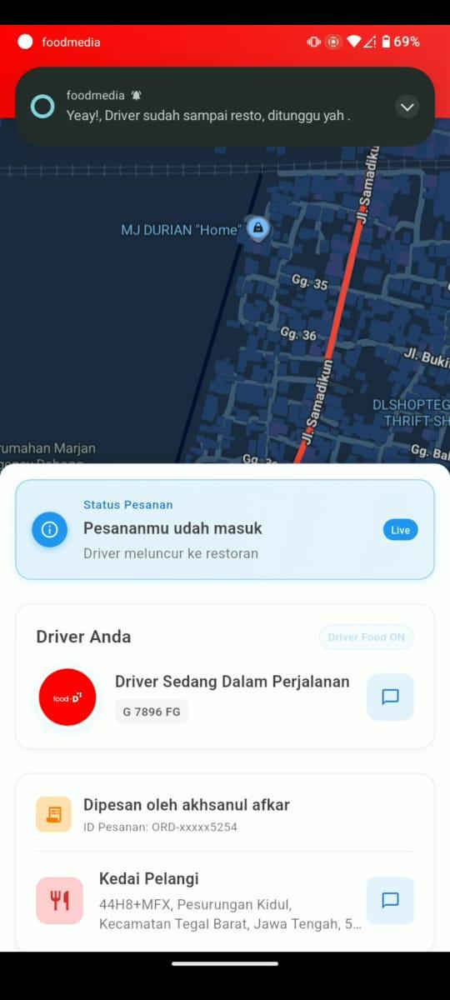 foodmedia
69%
foodmedia
Yeay!, Driver sudah sampai resto, ditunggu yah .
Jl. Samadikun
MJ DURIAN "Home"
Gg. 35
Gg. 36
Jl. Bukit
DLSHOPTEG
THRIFT SH
Jl. Samadikun
rumahan Marjan
Gg. Bal
Status Pesanan
Pesananmu udah masuk
Live
Driver meluncur ke restoran
Driver Anda
Driver Food ON
Driver Sedang Dalam Perjalanan
food-D
G 7896 FG
Dipesan oleh akhsanul afkar
ID Pesanan: ORD-xxxxx5254
Kedai Pelangi
44H8+MFX, Pesurungan Kidul,
Kecamatan Tegal Barat, Jawa Tengah, 5...